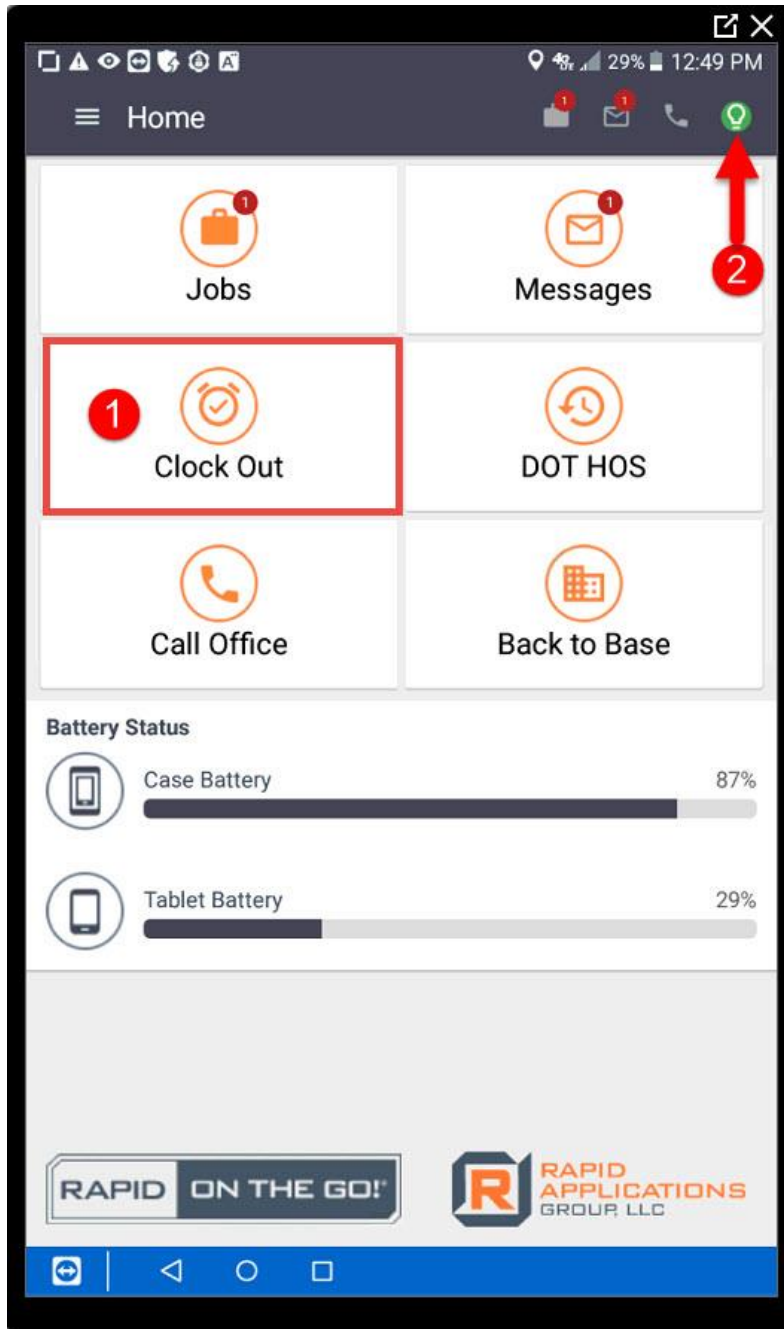 29% 12:49 PM
Home
1
1
1
Jobs
1
Messages
2
1
Clock Out
DOT HOS
Call Office
Back to Base
Battery Status
Case Battery
87%
Tablet Battery
29%
RAPID ON THE GO!
R
RAPID
APPLICATIONS
GROUP, LLC